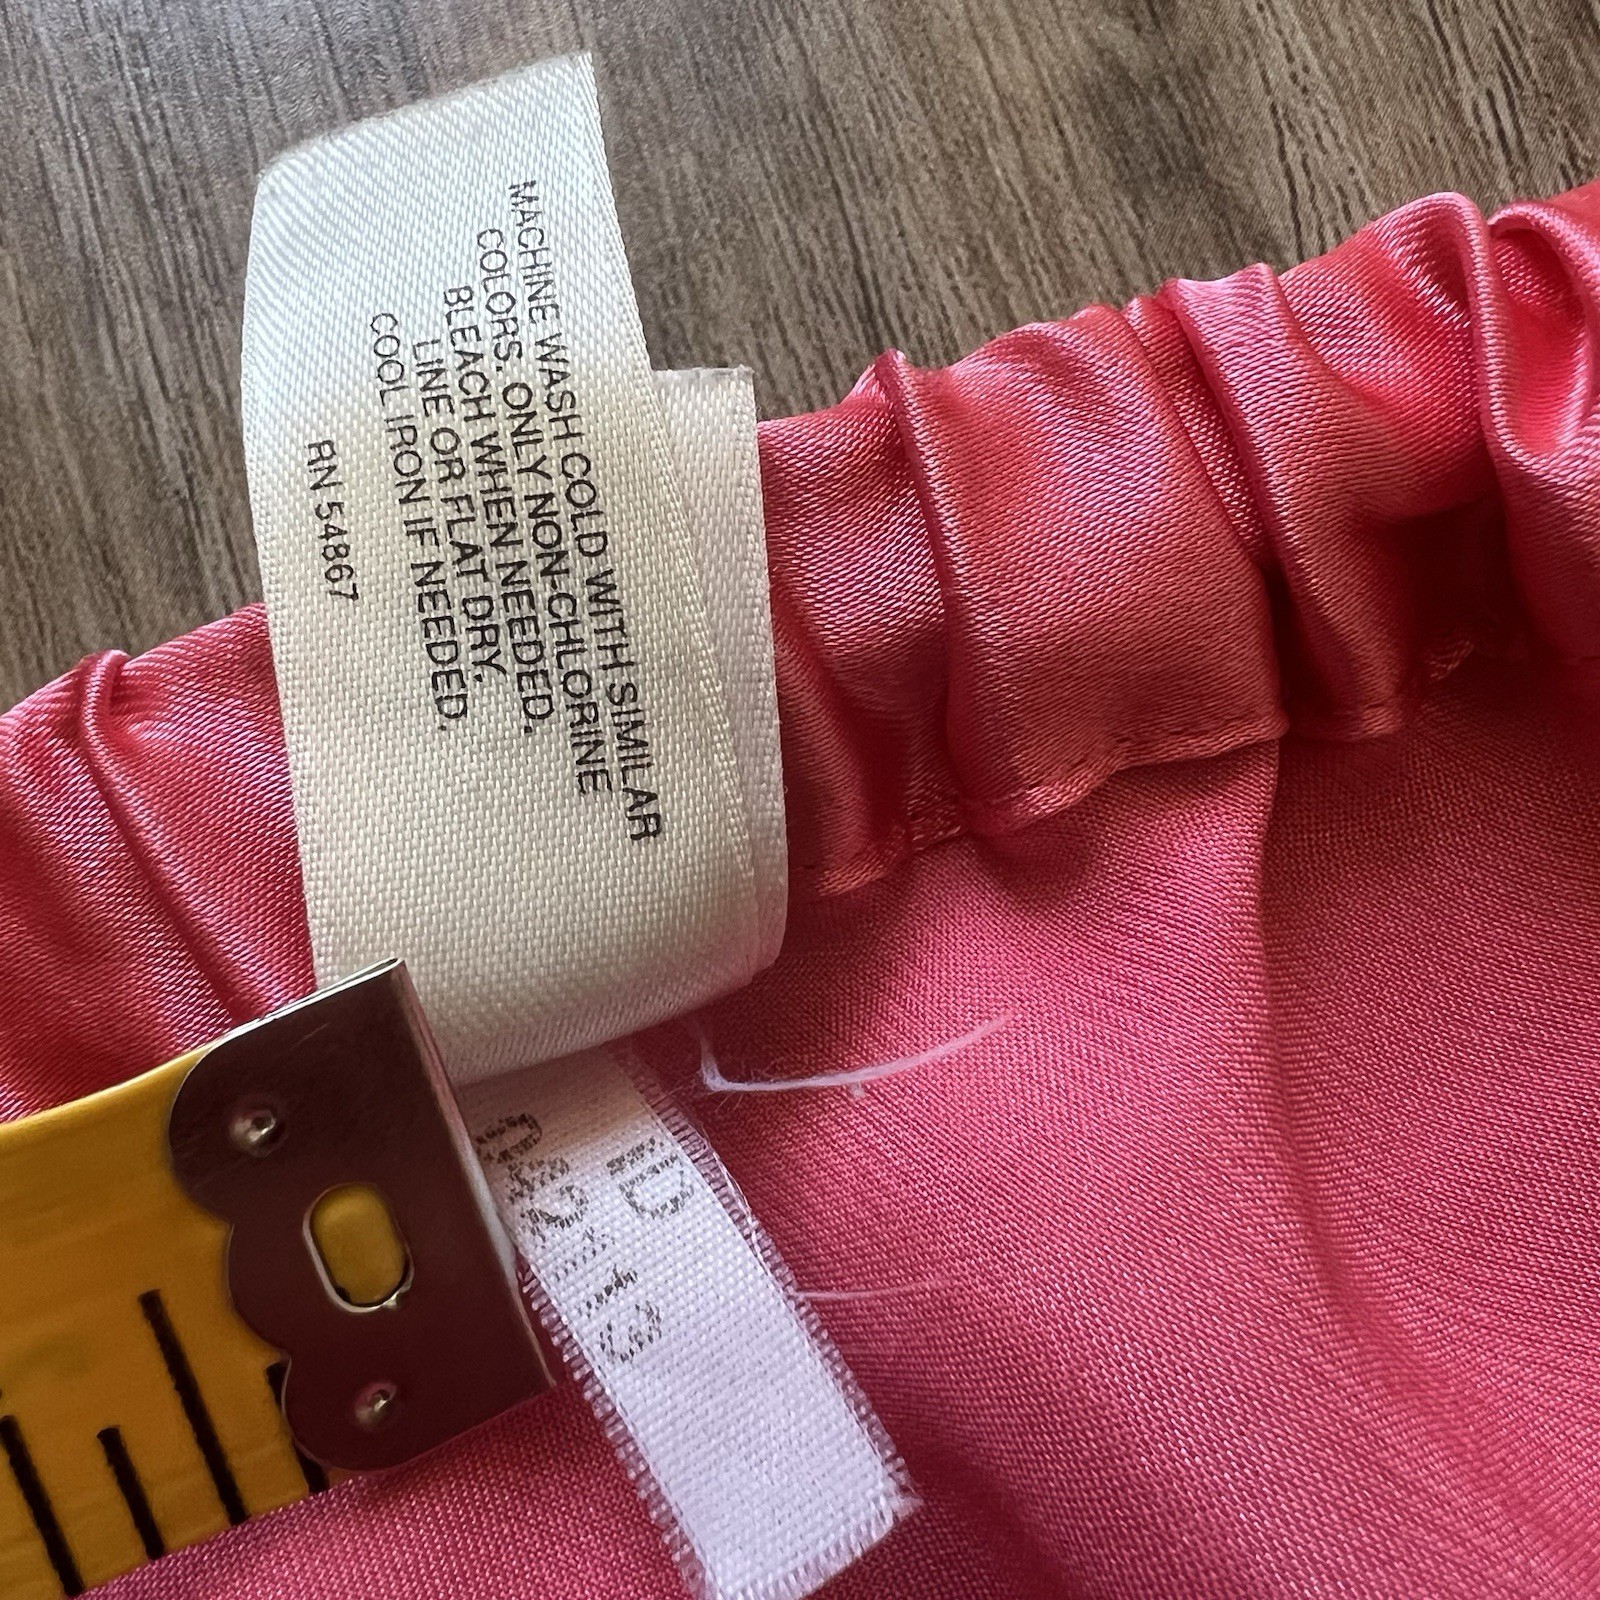 MACHINE WASH COLD WITH SIMILAR
COLORS. ONLY NON-CHLORINE
BLEACH WHEN NEEDED.
LINE OR FLAT DRY.
COOL IRON IF NEEDED.
RN 54867